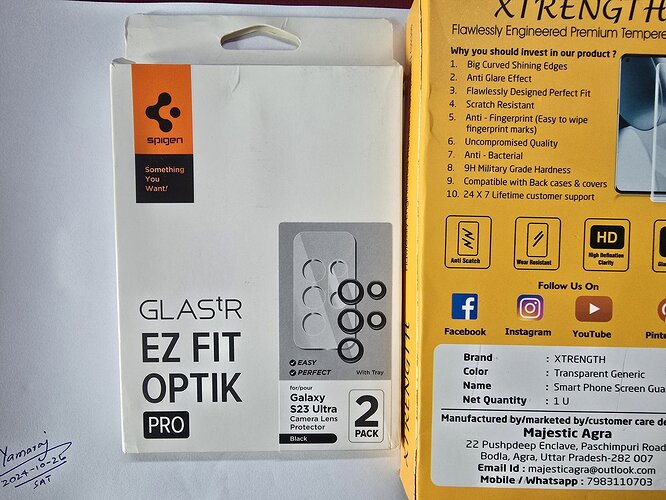 spigen
Something
You
Want!
GLAStR
EZ FIT
OPTIK
PRO
EASY
PERFECT
With Tray
for/pour
Galaxy
S23 Ultra
Camera Lens
Protector
Black
2
PACK
Yamaraj
2024-10-26
SAT
XTRENGTH
Flawlessly Engineered Premium Tempere
Why you should invest in our product ?
1. Big Curved Shining Edges
2. Anti Glare Effect
3. Flawlessly Designed Perfect Fit
4. Scratch Resistant
5. Anti - Fingerprint (Easy to wipe
fingerprint marks)
6. Uncompromised Quality
7. Anti - Bacterial
8. 9H Military Grade Hardness
9. Compatible with Back cases & covers
10. 24 X 7 Lifetime customer support
Anti Scatch
Wear Resistant
HD
High Defination
Clarity
Follow Us On
Facebook
Instagram
YouTube
Pinte
Brand : XTRENGTH
Color : Transparent Generic
Name : Smart Phone Screen Gua
Net Quantity : 1 U
Manufactured by/marketed by/customer care de
Majestic Agra
22 Pushpdeep Enclave, Paschimpuri Road
Bodla, Agra, Uttar Pradesh-282 007
Email Id : majesticagra@outlook.com
Mobile / Whatsapp : 7983110703